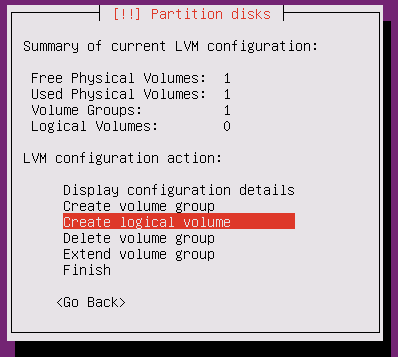 [!!] Partition disks
Summary of current LVM configuration:
Free Physical Volumes: 1
Used Physical Volumes: 1
Volume Groups: 1
Logical Volumes: 0
LVM configuration action:
Display configuration details
Create volume group
Create logical volume
Delete volume group
Extend volume group
Finish
<Go Back>